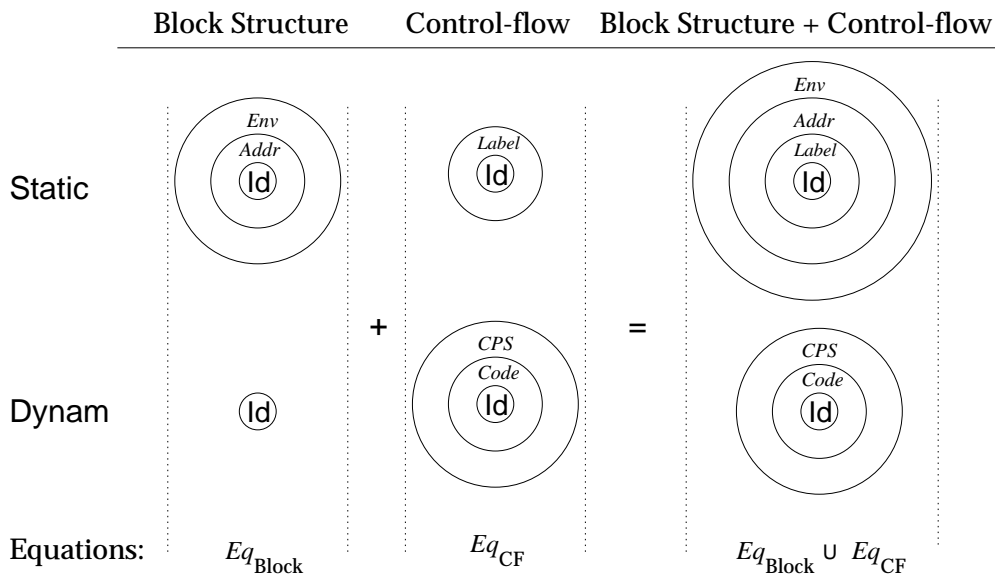 Block Structure Control-flow Block Structure + Control-flow
Static
Env
Addr
Id
Label
Id
Env
Addr
Label
Id
+ =
Dynam
Id
CPS
Code
Id
CPS
Code
Id
Equations: Eq_Block Eq_CF Eq_Block ∪ Eq_CF